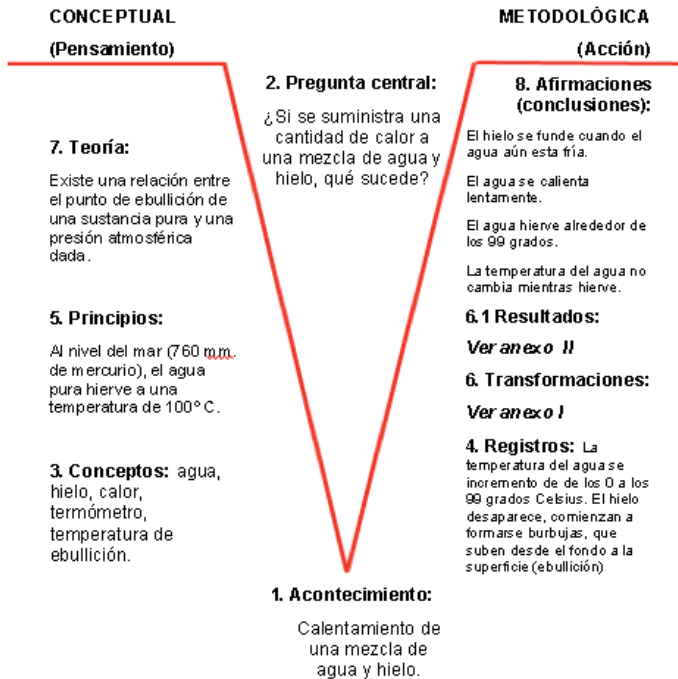 CONCEPTUAL
(Pensamiento)
7. Teoría:
Existe una relación entre
el punto de ebullición de
una sustancia pura y una
presión atmosférica
dada.
5. Principios:
Al nivel del mar (760 m.m.
de mercurio), el agua
pura hierve a una
temperatura de 100° C.
3. Conceptos: agua,
hielo, calor,
termómetro,
temperatura de
ebullición.
2. Pregunta central:
¿Si se suministra una
cantidad de calor a
una mezcla de agua y
hielo, qué sucede?
1. Acontecimiento:
Calentamiento de
una mezcla de
agua y hielo.
METODOLÓGICA
(Acción)
8. Afirmaciones
(conclusiones):
El hielo se funde cuando el
agua aún esta fría.
El agua se calienta
lentamente.
El agua hierve alrededor de
los 99 grados.
La temperatura del agua no
cambia mientras hierve.
6.1 Resultados:
Ver anexo II
6. Transformaciones:
Ver anexo I
4. Registros: La
temperatura del agua se
incremento de de los 0 a los
99 grados Celsius. El hielo
desaparece, comienzan a
formarse burbujas, que
suben desde el fondo a la
superficie (ebullición)